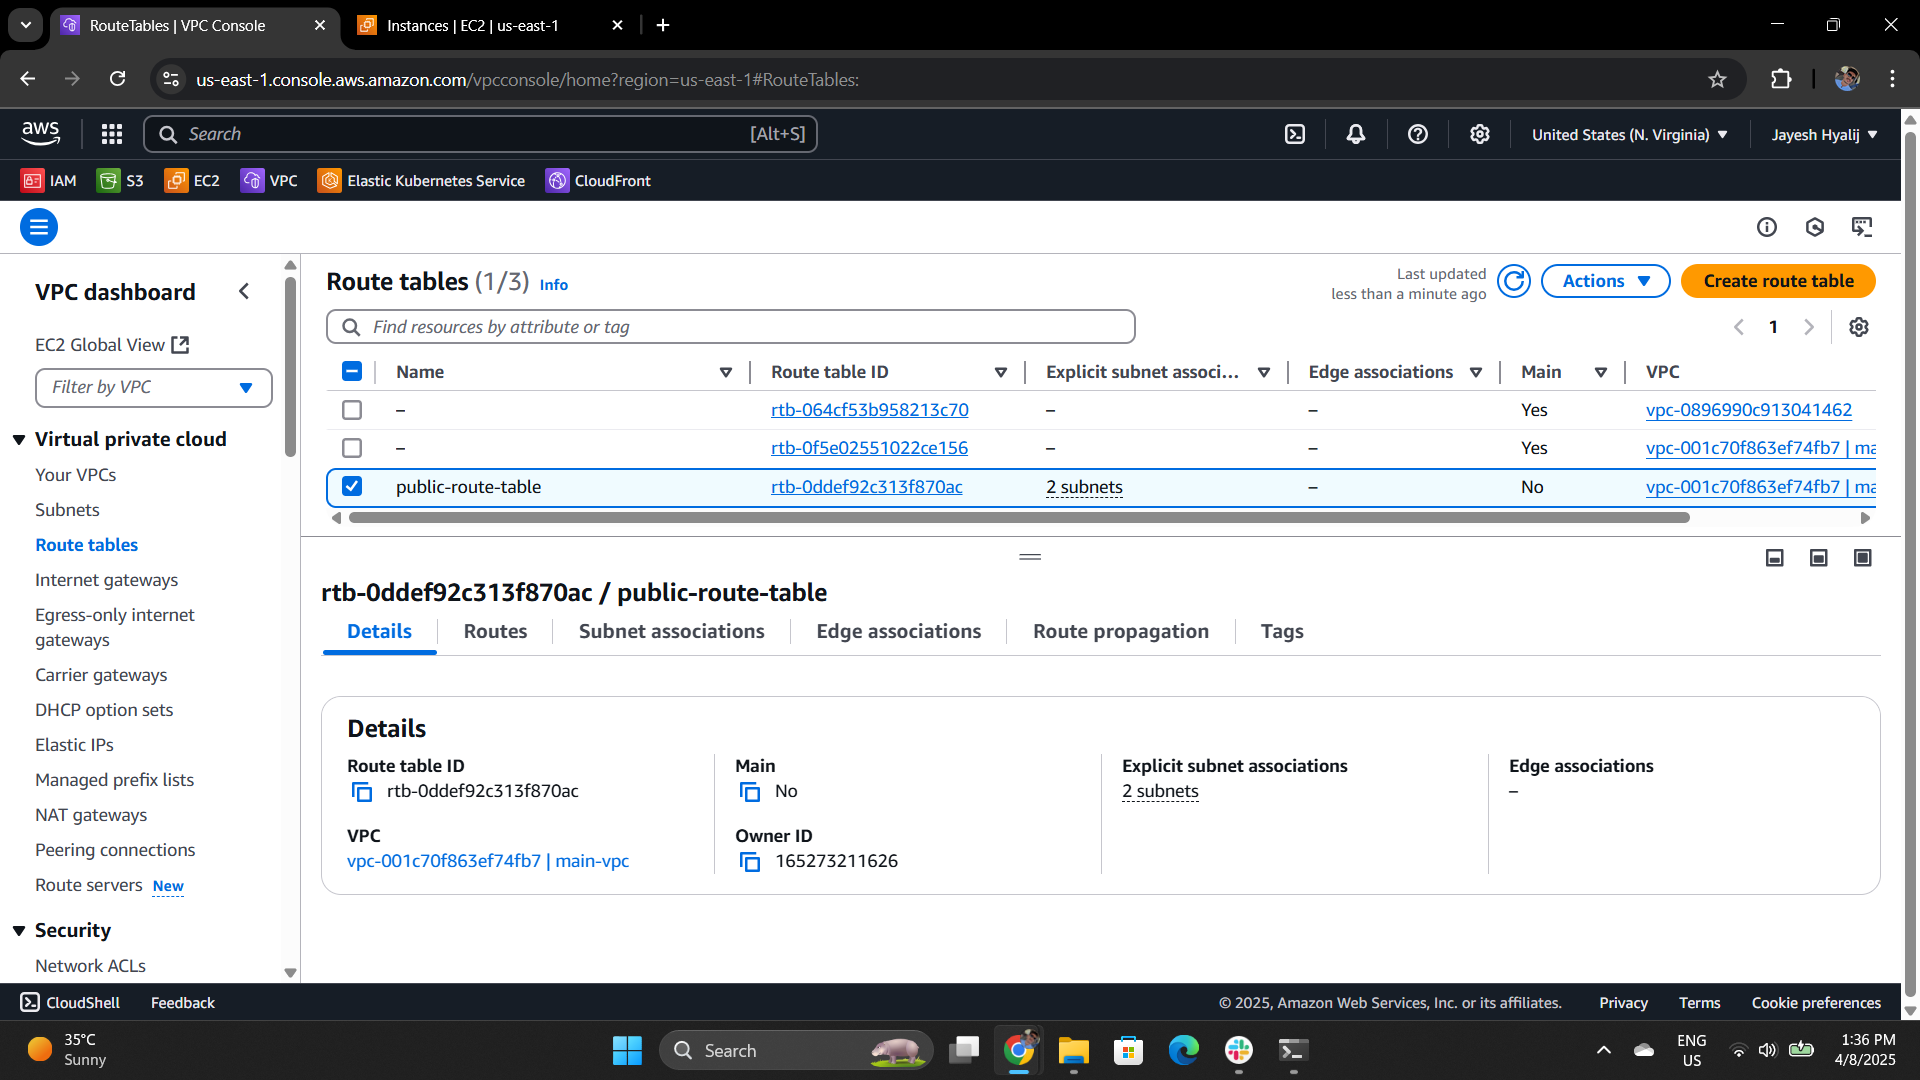 RouteTables | VPC Console
Instances | EC2 | us-east-1
us-east-1.console.aws.amazon.com/vpcconsole/home?region=us-east-1#RouteTables:
aws
Search
[Alt+S]
United States (N. Virginia)
Jayesh Hyalij
IAM
S3
EC2
VPC
Elastic Kubernetes Service
CloudFront
VPC dashboard
EC2 Global View
Filter by VPC
Virtual private cloud
Your VPCs
Subnets
Route tables
Internet gateways
Egress-only internet
gateways
Carrier gateways
DHCP option sets
Elastic IPs
Managed prefix lists
NAT gateways
Peering connections
Route servers New
Security
Network ACLs
Route tables (1/3) Info
Last updated
less than a minute ago
Actions
Create route table
Find resources by attribute or tag
1
Name Route table ID Explicit subnet associ... Edge associations Main VPC
– rtb-064cf53b958213c70 – – Yes vpc-0896990c913041462
– rtb-0f5e02551022ce156 – – Yes vpc-001c70f863ef74fb7 | ma
public-route-table rtb-0ddef92c313f870ac 2 subnets – No vpc-001c70f863ef74fb7 | ma
rtb-0ddef92c313f870ac / public-route-table
Details Routes Subnet associations Edge associations Route propagation Tags
Details
Route table ID
rtb-0ddef92c313f870ac
Main
No
Explicit subnet associations
2 subnets
Edge associations
–
VPC
vpc-001c70f863ef74fb7 | main-vpc
Owner ID
165273211626
CloudShell
Feedback
© 2025, Amazon Web Services, Inc. or its affiliates.
Privacy
Terms
Cookie preferences
35°C
Sunny
Search
ENG
US
1:36 PM
4/8/2025